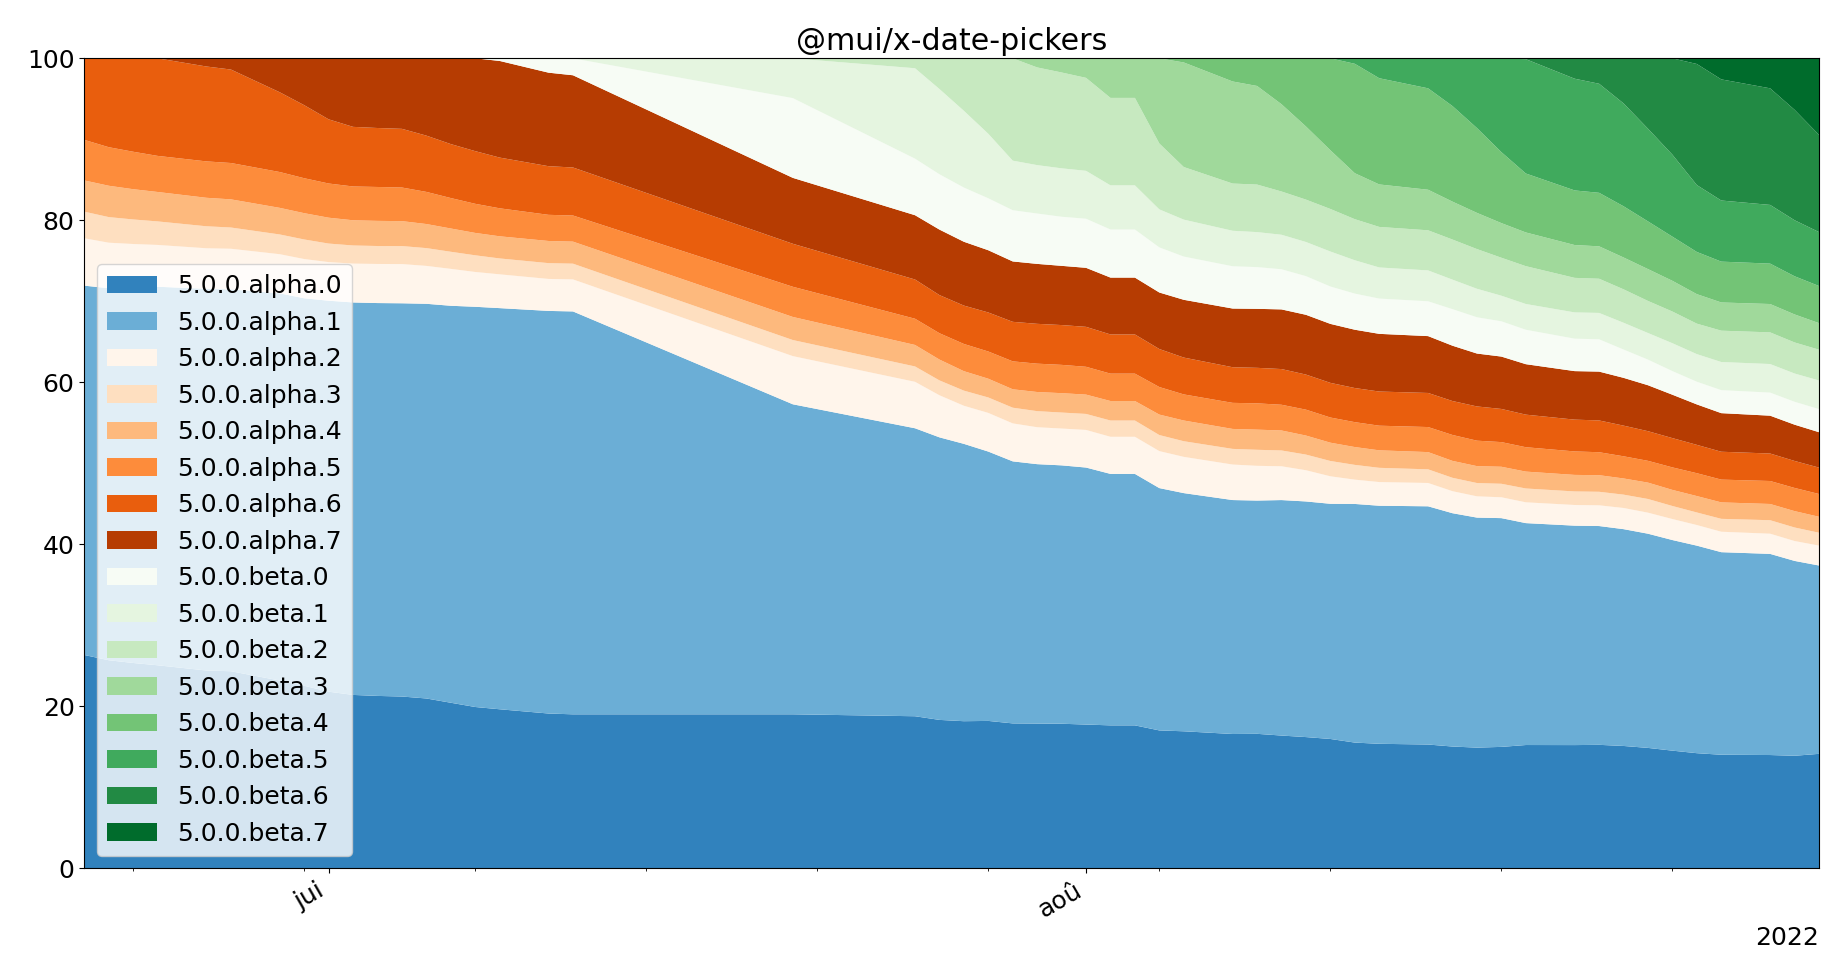 @mui/x-date-pickers
100
80
60
40
20
0
5.0.0.alpha.0
5.0.0.alpha.1
5.0.0.alpha.2
5.0.0.alpha.3
5.0.0.alpha.4
5.0.0.alpha.5
5.0.0.alpha.6
5.0.0.alpha.7
5.0.0.beta.0
5.0.0.beta.1
5.0.0.beta.2
5.0.0.beta.3
5.0.0.beta.4
5.0.0.beta.5
5.0.0.beta.6
5.0.0.beta.7
jui
aoû
2022